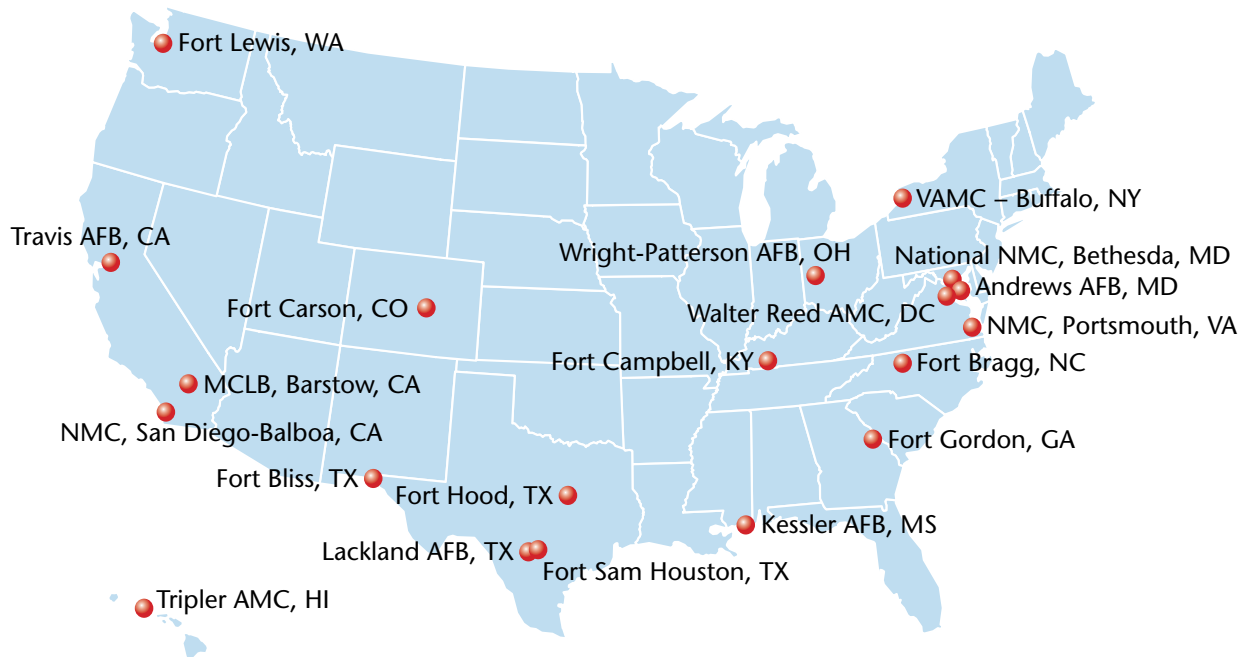 Fort Lewis, WA
VAMC – Buffalo, NY
Travis AFB, CA
Wright-Patterson AFB, OH
National NMC, Bethesda, MD
Andrews AFB, MD
Fort Carson, CO
Walter Reed AMC, DC
NMC, Portsmouth, VA
Fort Campbell, KY
Fort Bragg, NC
MCLB, Barstow, CA
NMC, San Diego-Balboa, CA
Fort Gordon, GA
Fort Bliss, TX
Fort Hood, TX
Kessler AFB, MS
Lackland AFB, TX
Fort Sam Houston, TX
Tripler AMC, HI